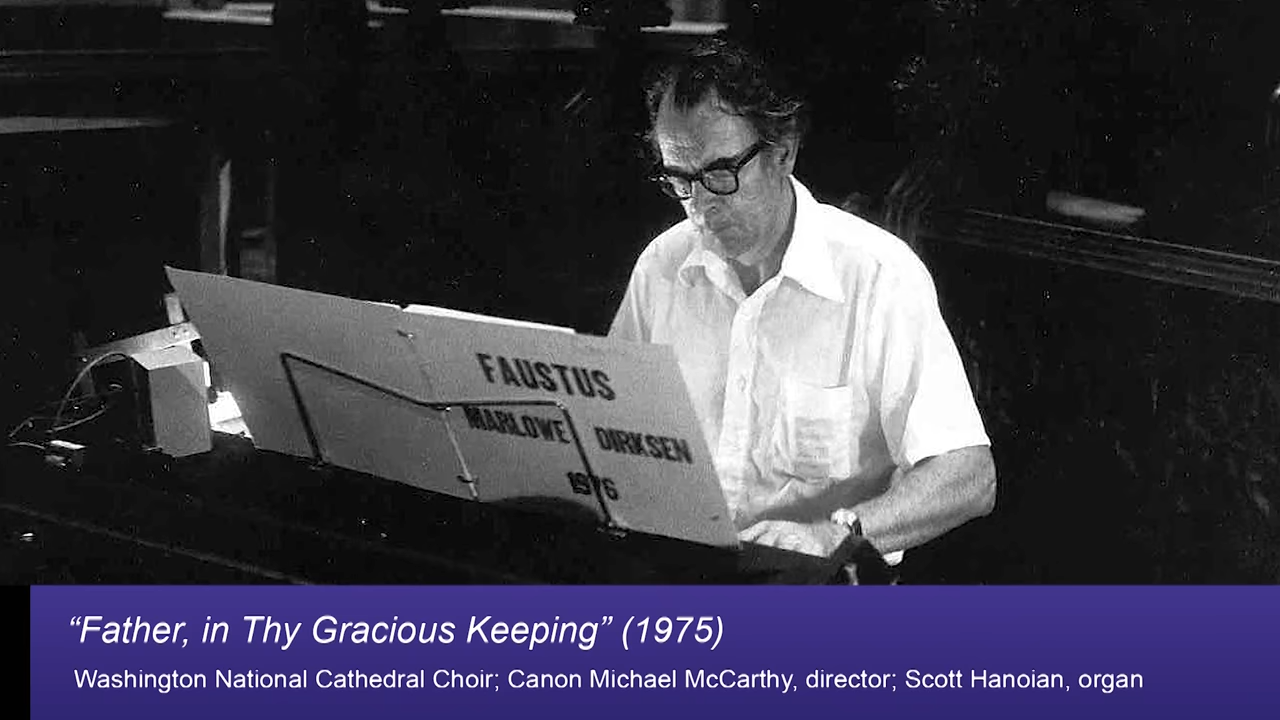 FAUSTUS
MARLOWE DIRKSEN
1976
“Father, in Thy Gracious Keeping” (1975)
Washington National Cathedral Choir; Canon Michael McCarthy, director; Scott Hanoian, organ